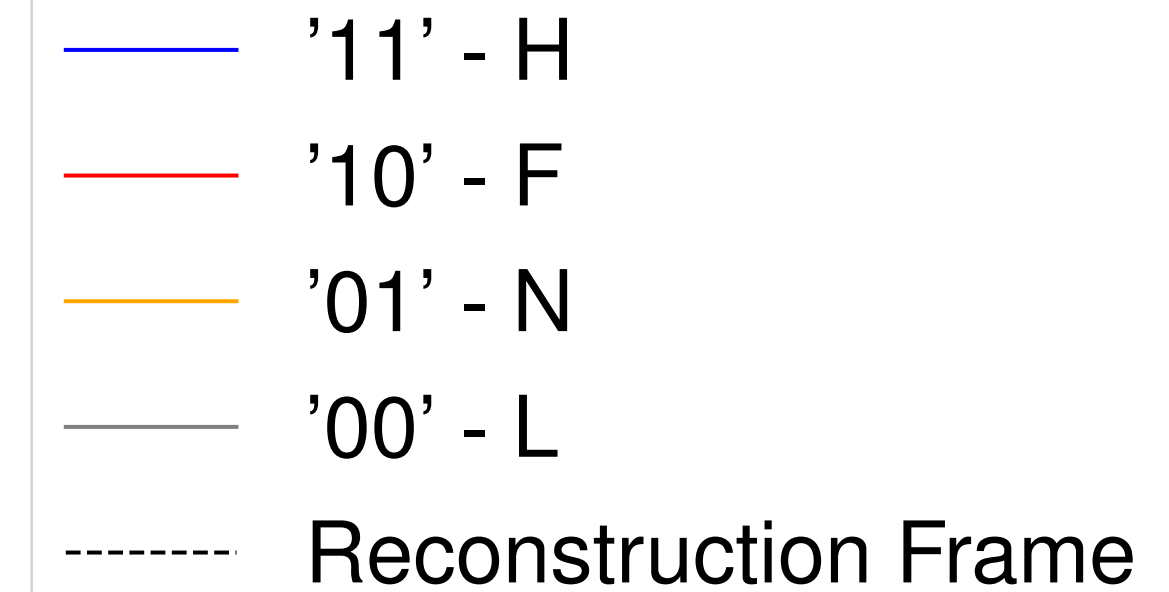 ’11’ - H
’10’ - F
’01’ - N
’00’ - L
Reconstruction Frame